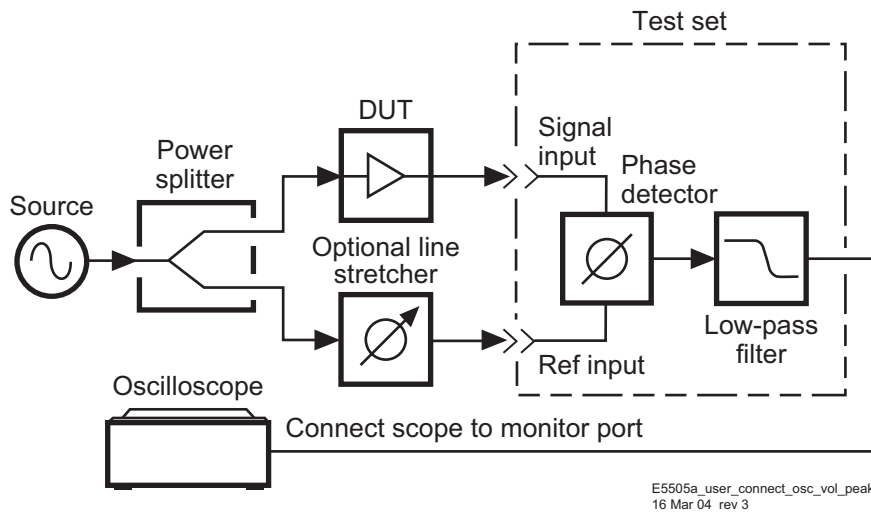 Test set
DUT
Signal
input
Power
splitter
Phase
detector
Source
Optional line
stretcher
Low-pass
filter
Ref input
Oscilloscope
Connect scope to monitor port
E5505a_user_connect_osc_vol_peak
16 Mar 04 rev 3